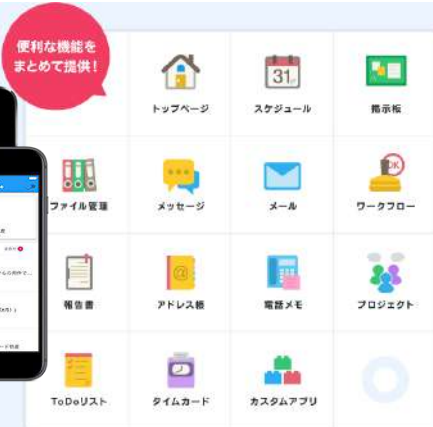 便利な機能を
まとめて提供!
トップページ
31
スケジュール
掲示板
ファイル管理
メッセージ
メール
OK
ワークフロー
報告書
@
アドレス帳
電話メモ
プロジェクト
ToDoリスト
タイムカード
カスタムアプリ